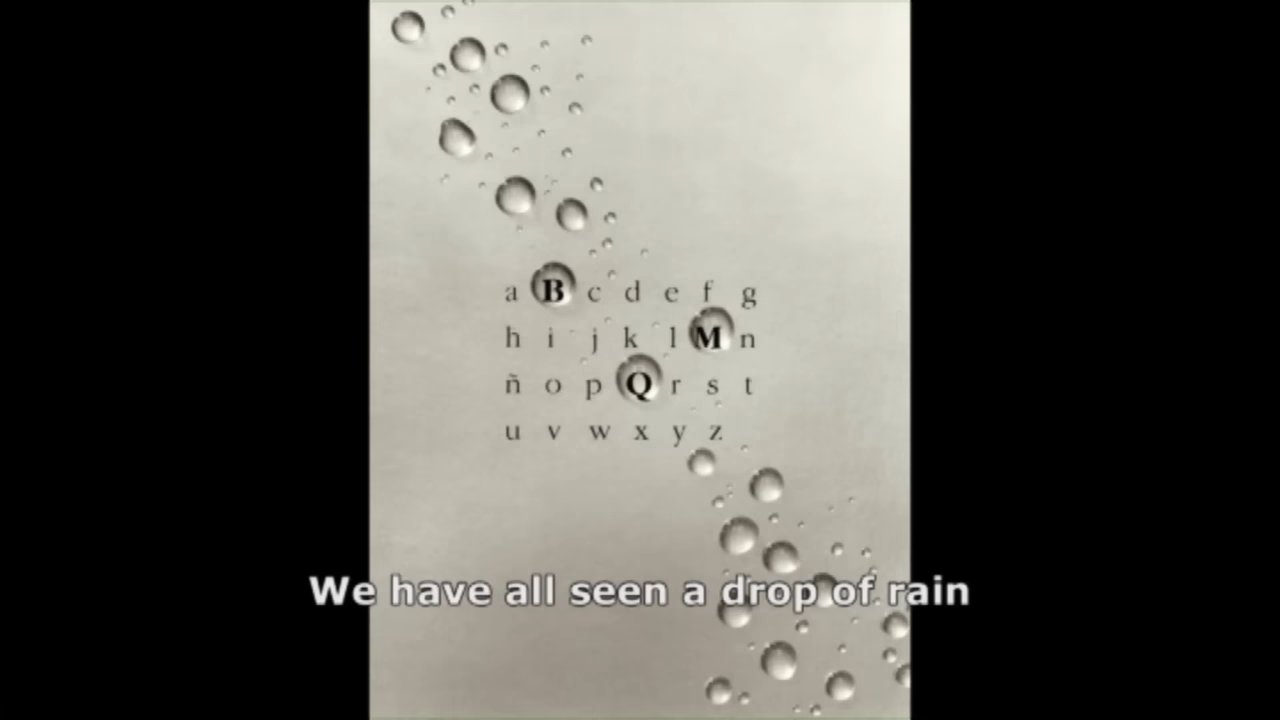 a B c d e f g
h i j k l M n
ñ o p Q r s t
u v w x y z
We have all seen a drop of rain